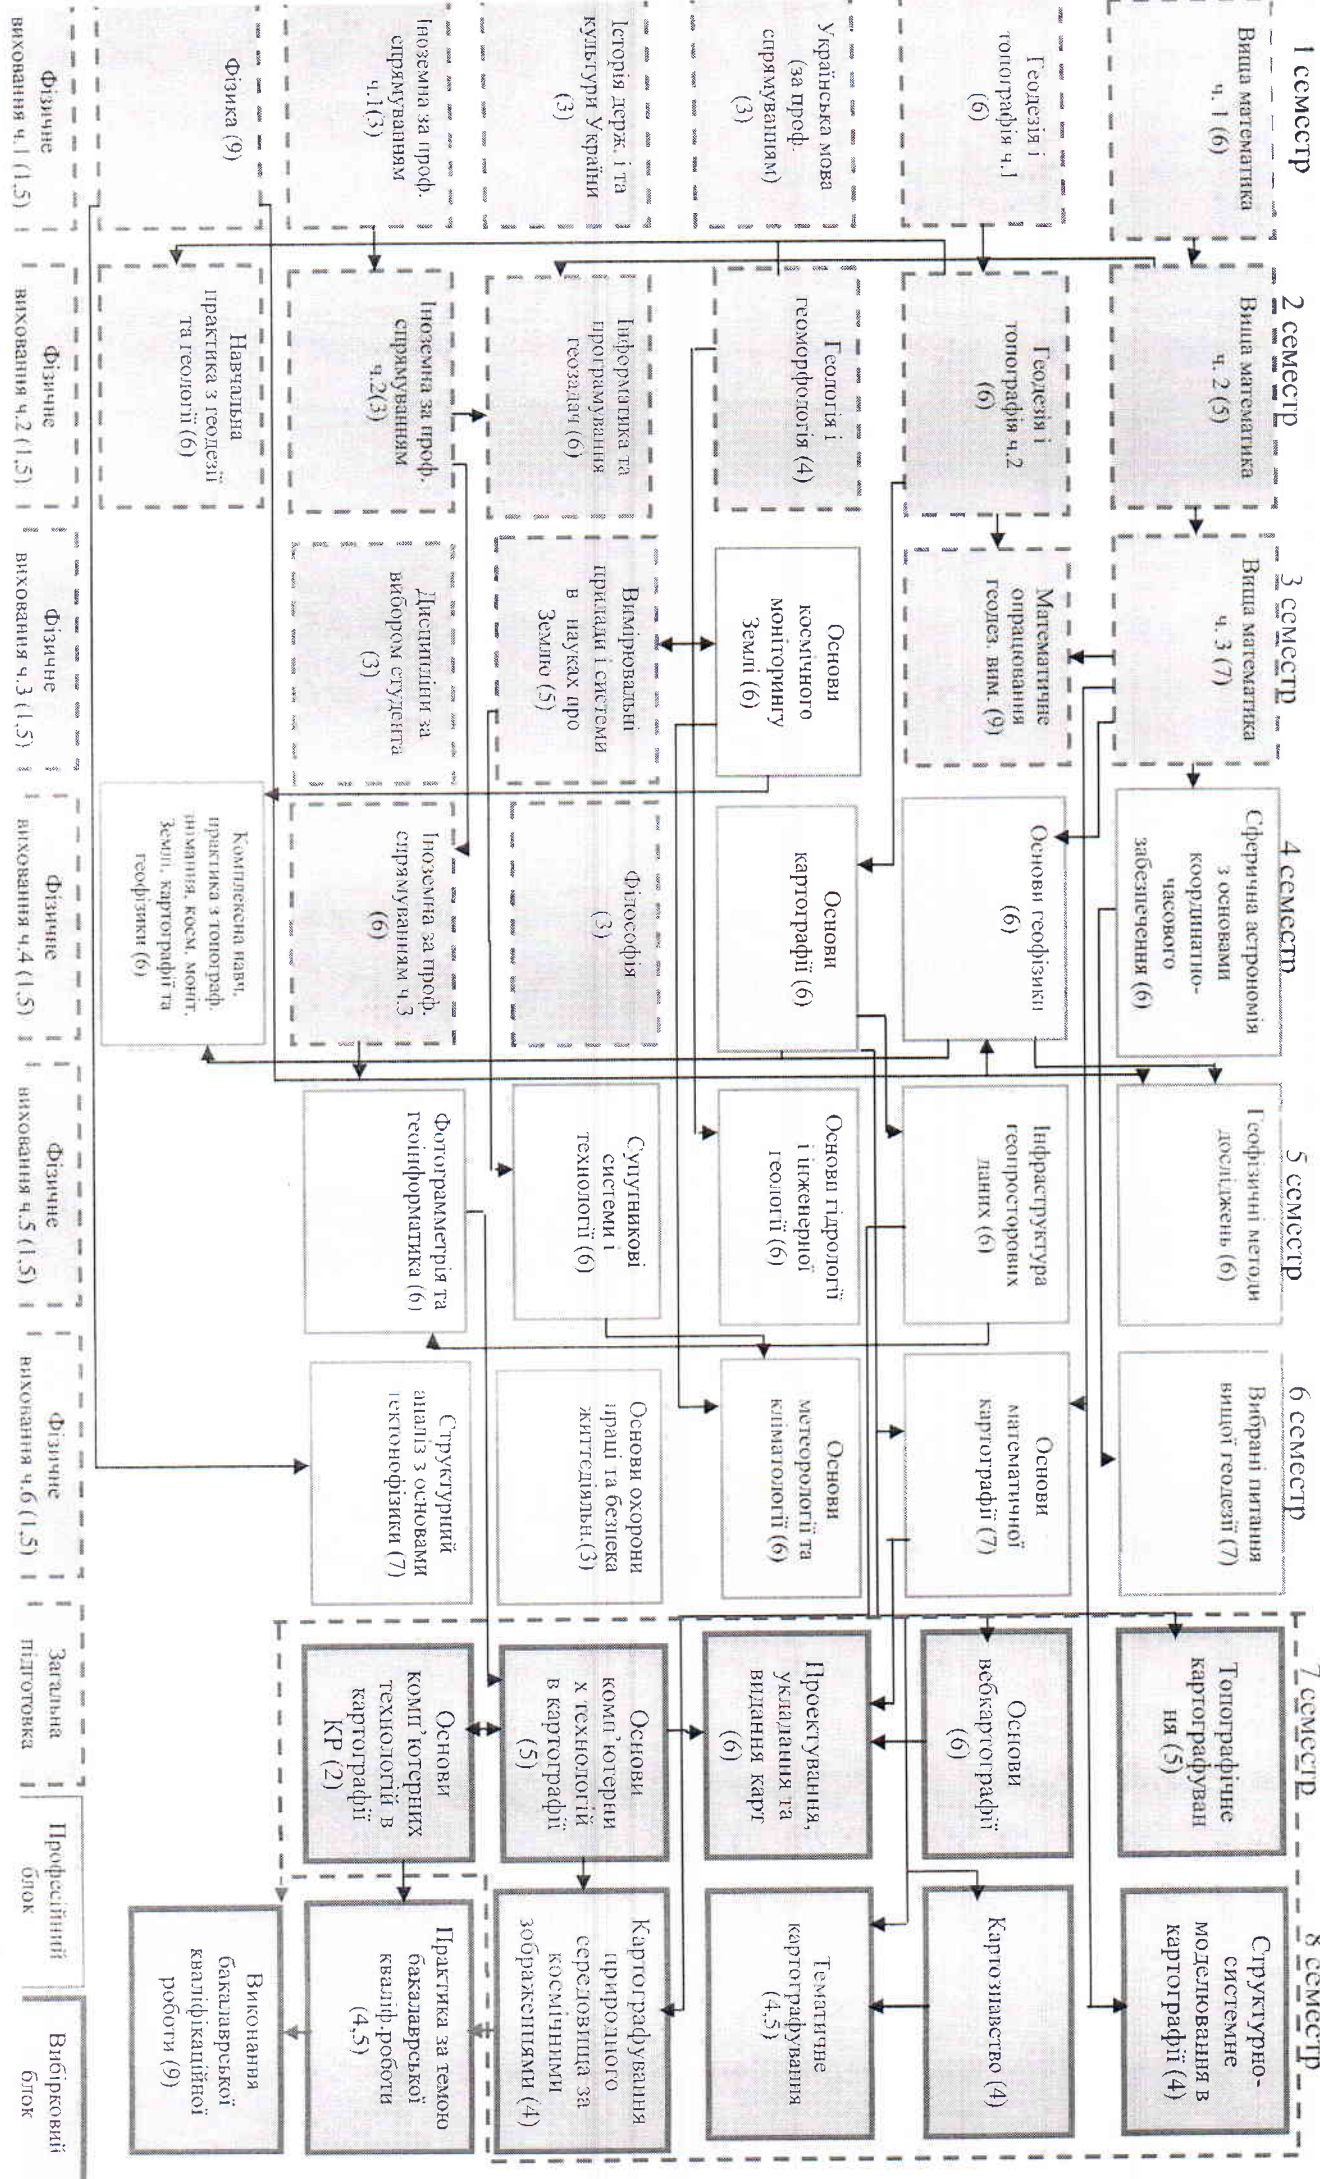 1 семестр
Вища математика
ч. 1 (6)
Геодезія і
топографія ч.1
(6)
Українська мова
(за проф.
спрямуванням)
(3)
Історія держ. і та
культури України
(3)
Іноземна за проф.
спрямуванням
ч.1(3)
Фізика (9)
Фізичне
виховання ч.1 (1.5)
2 семестр
Вища математика
ч. 2 (5)
Геодезія і
топографія ч.2
(6)
Геологія і
геоморфологія (4)
Інформатика та
програмування
геозадач (6)
Іноземна за проф.
спрямуванням
ч.2(3)
Навчальна
практика з геодезії
та геології (6)
Фізичне
виховання ч.2 (1.5)
3 семестр
Вища математика
ч. 3 (7)
Математичне
опрацювання
геодез. вим. (9)
Основи
космічного
моніторингу
Землі (6)
Вимірювальні
прилади і системи
в науках про
Землю (5)
Дисципліни за
вибором студента
(3)
Фізичне
виховання ч.3 (1.5)
4 семестр
Сферична астрономія
з основами
координатно-
часового
забезпечення (6)
Основи геофізики
(6)
Основи
картографії (6)
Філософія
(3)
Іноземна за проф.
спрямуванням ч.3
(6)
Комплексна навч.
практика з топограф.
знімання, косм. моніт.
Землі, картографії та
геофізики (6)
Фізичне
виховання ч.4 (1.5)
5 семестр
Геофізичні методи
досліджень (6)
Інфраструктура
геопросторових
даних (6)
Основи гідрології
і інженерної
геології (6)
Супутникові
системи і
технології (6)
Фотограмметрія та
геоінформатика (6)
Фізичне
виховання ч.5 (1.5)
6 семестр
Вибрані питання
вищої геодезії (7)
Основи
математичної
картографії (7)
Основи
метеорології та
кліматології (6)
Основи охорони
праці та безпека
життєдіяльн.(3)
Структурний
аналіз з основами
тектонофізики (7)
Фізичне
виховання ч.6 (1.5)
7 семестр
Топографічне
картографуван
ня (5)
Основи
вебкартографії
(6)
Проектування,
укладання та
видання карт
(6)
Основи
комп’ютерни
х технологій
в картографії
(5)
Основи
комп’ютерних
технологій в
картографії
КР (2)
Загальна
підготовка
8 семестр
Структурно-
системне
моделювання в
картографії (4)
Картознавство (4)
Тематичне
картографування
(4,5)
Картографування
природного
середовища за
космічними
зображеннями (4)
Практика за темою
бакалаврської
кваліф.роботи
(4,5)
Виконання
бакалаврської
кваліфікаційної
роботи (9)
Професійний
блок
Вибірковий
блок